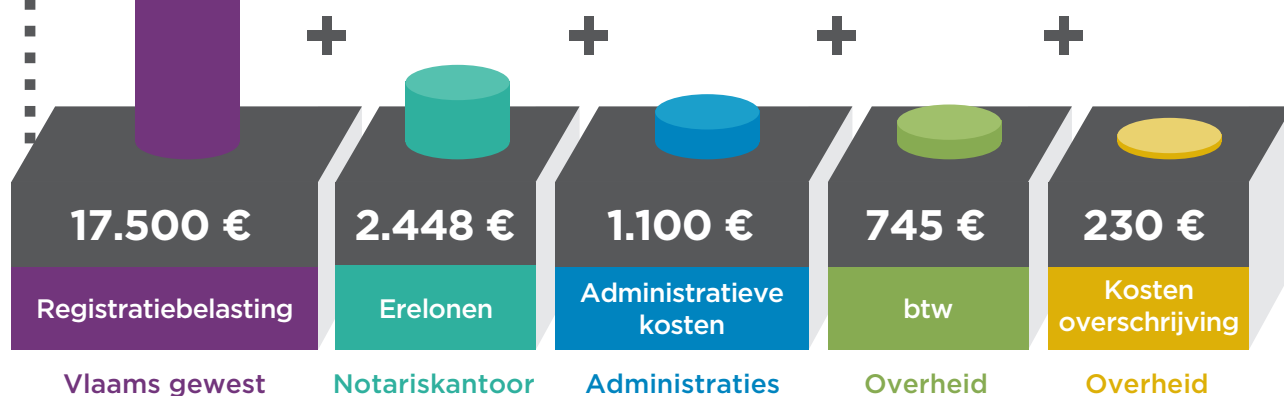 + + + +
17.500 € 2.448 € 1.100 € 745 € 230 €
Registratiebelasting Erelonen Administratieve kosten btw Kosten overschrijving
Vlaams gewest Notariskantoor Administraties Overheid Overheid